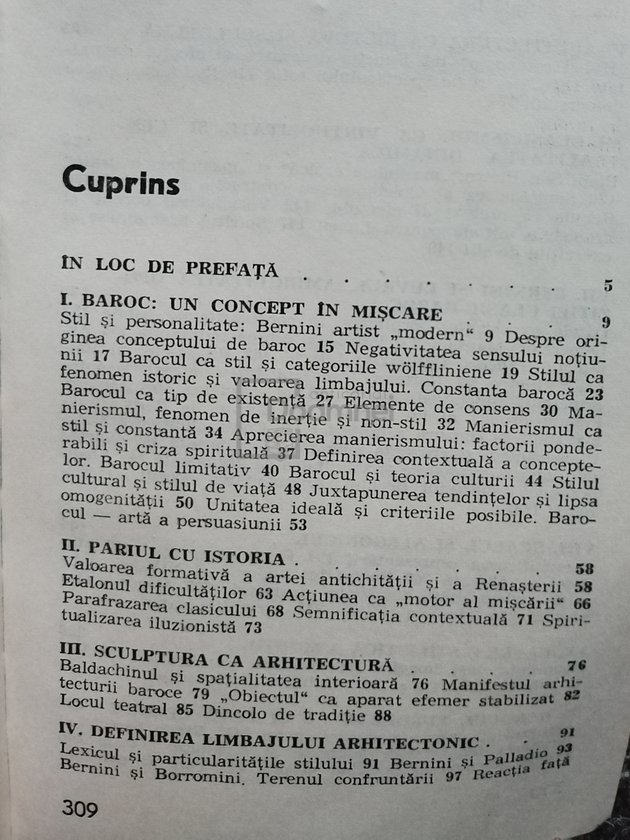 Cuprins
ÎN LOC DE PREFAȚĂ . . . . . . . . 5
I. BAROC: UN CONCEPT ÎN MIȘCARE . . . 9
Stil și personalitate: Bernini artist „modern“ 9 Despre ori-
ginea conceptului de baroc 15 Negativitatea sensului noțiu-
nii 17 Barocul ca stil și categoriile wölffliniene 19 Stilul ca
fenomen istoric și valoarea limbajului. Constanta barocă 23
Barocul ca tip de existență 27 Elemente de consens 30 Ma-
nierismul, fenomen de inerție și non-stil 32 Manierismul ca
stil și constantă 34 Aprecierea manierismului: factorii ponde-
rabili și criza spirituală 37 Definirea contextuală a concepte-
lor. Barocul limitativ 40 Barocul și teoria culturii 44 Stilul
cultural și stilul de viață 48 Juxtapunerea tendințelor și lipsa
omogenității 50 Unitatea ideală și criteriile posibile. Baro-
cul — artă a persuasiunii 53
II. PARIUL CU ISTORIA . . . . . . . . 58
Valoarea formativă a artei antichității și a Renașterii 58
Etalonul dificultăților 63 Acțiunea ca „motor al mișcării“ 66
Parafrazarea clasicului 68 Semnificația contextuală 71 Spiri-
tualizarea iluzionistă 73
III. SCULPTURA CA ARHITECTURĂ . . . . 76
Baldachinul și spațialitatea interioară 76 Manifestul arhi-
tecturii baroce 79 „Obiectul“ ca aparat efemer stabilizat 82
Locul teatral 85 Dincolo de tradiție 88
IV. DEFINIREA LIMBAJULUI ARHITECTONIC . . 91
Lexicul și particularitățile stilului 91 Bernini și Palladio 93
Bernini și Borromini. Terenul confruntării 97 Reacția față
309